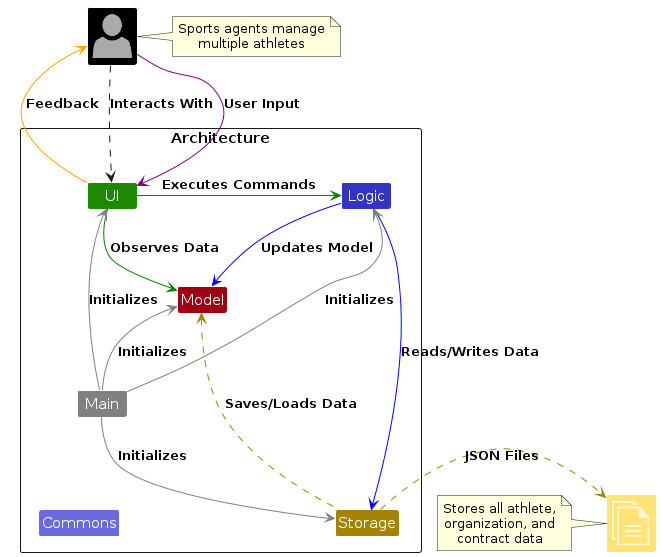 Sports agents manage
multiple athletes
Feedback
Interacts With
User Input
Architecture
Executes Commands
UI
Logic
Observes Data
Updates Model
Initializes
Model
Initializes
Initializes
Reads/Writes Data
Main
Saves/Loads Data
Initializes
JSON Files
Commons
Storage
Stores all athlete,
organization, and
contract data